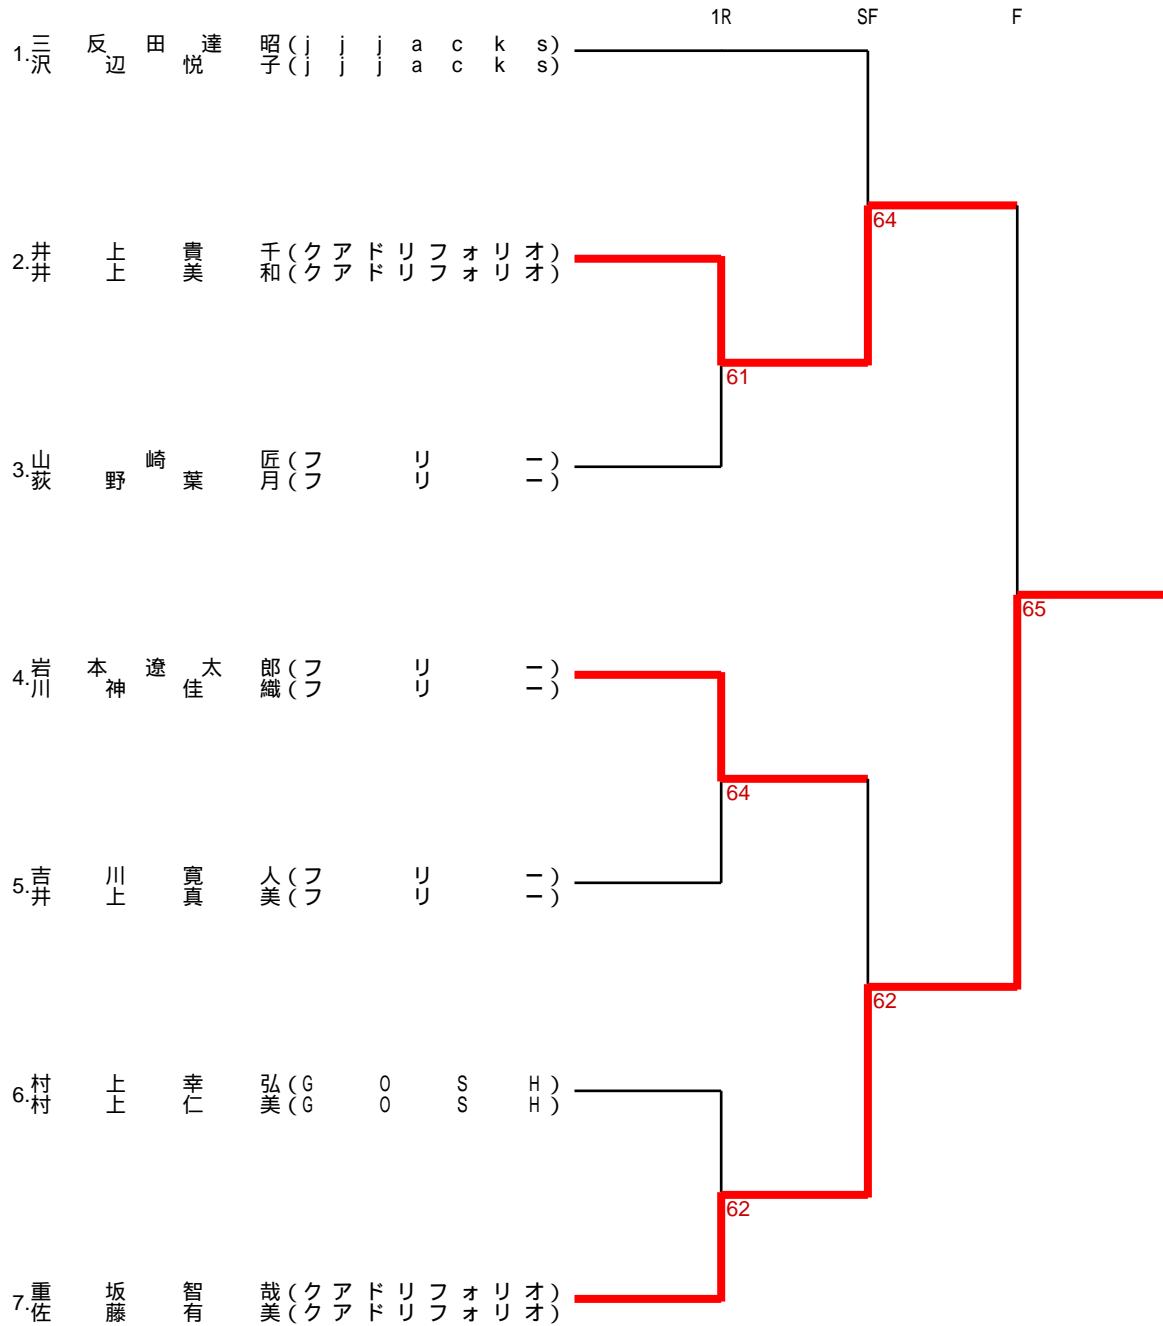 1R SF F
1. 三反田達昭(jjjacks)
沢辺悦子(jjjacks)
64
2. 井上貴千(クアドリフォリオ)
井上美和(クアドリフォリオ)
61
3. 山崎匠(フリー)
荻野葉月(フリー)
65
4. 岩本遼太郎(フリー)
川神佳織(フリー)
64
5. 吉川寛人(フリー)
井上真美(フリー)
62
6. 村上幸弘(GOSH)
村上仁美(GOSH)
62
7. 重坂智哉(クアドリフォリオ)
佐藤有美(クアドリフォリオ)